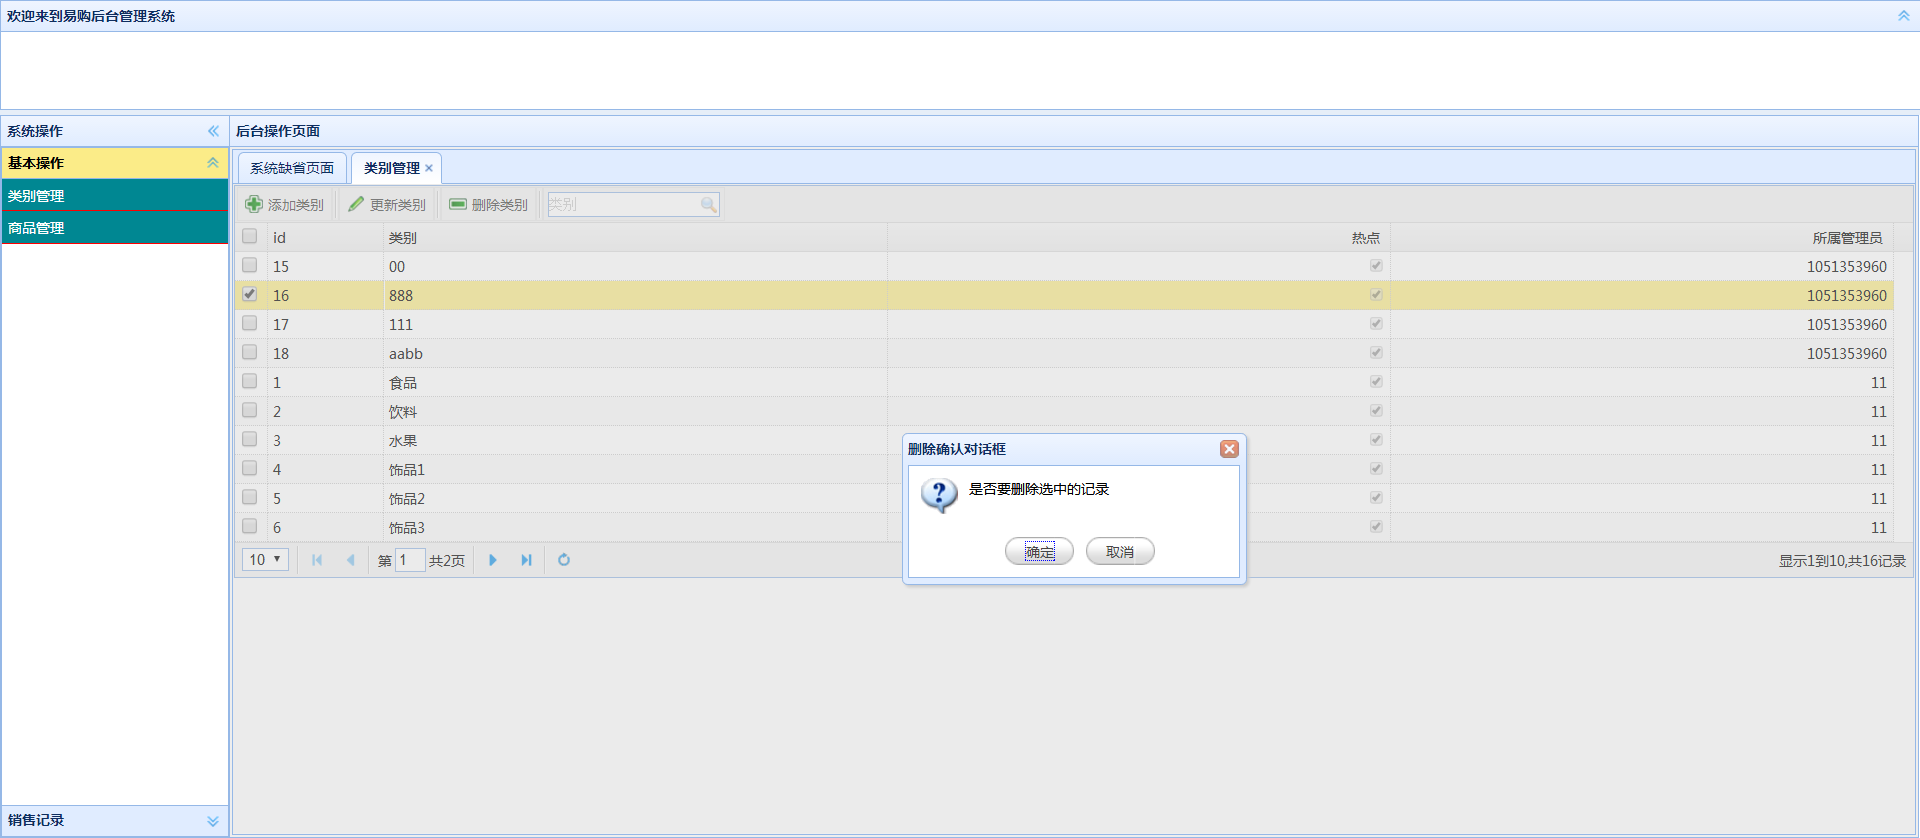 欢迎来到易购后台管理系统
系统操作
后台操作页面
基本操作
类别管理
商品管理
销售记录
系统缺省页面 类别管理
添加类别 更新类别 删除类别 类别
id 类别 热点 所属管理员
15 00 1051353960
16 888 1051353960
17 111 1051353960
18 aabb 1051353960
1 食品 11
2 饮料 11
3 水果 11
4 饰品1 11
5 饰品2 11
6 饰品3 11
10 第 1 共2页 显示1到10,共16记录
删除确认对话框
是否要删除选中的记录
确定 取消